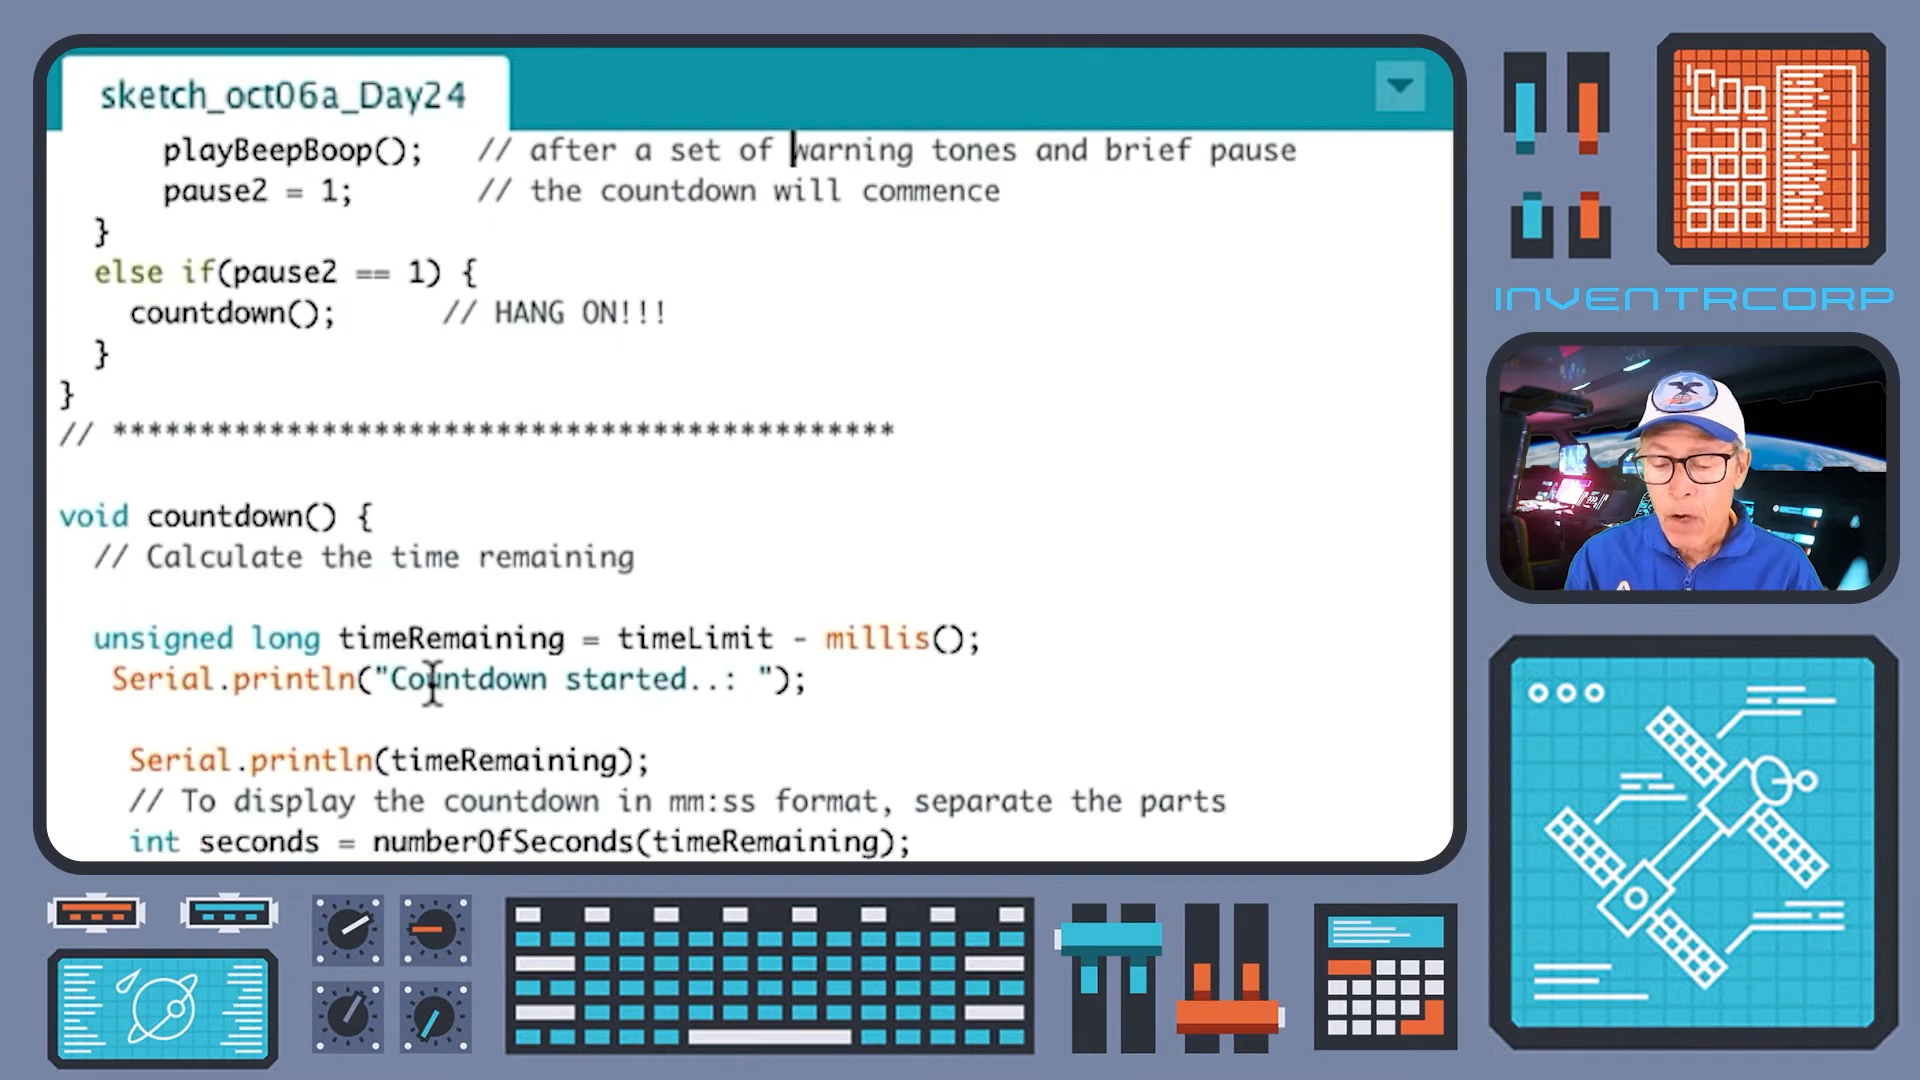 sketch_oct06a_Day24
playBeepBoop();   // after a set of warning tones and brief pause
pause2 = 1;       // the countdown will commence
}
else if(pause2 == 1) {
countdown();      // HANG ON!!!
}
}
// *********************************************
void countdown() {
// Calculate the time remaining
unsigned long timeRemaining = timeLimit - millis();
Serial.println("Countdown started..: ");
Serial.println(timeRemaining);
// To display the countdown in mm:ss format, separate the parts
int seconds = numberOfSeconds(timeRemaining);
INVENTRCORP